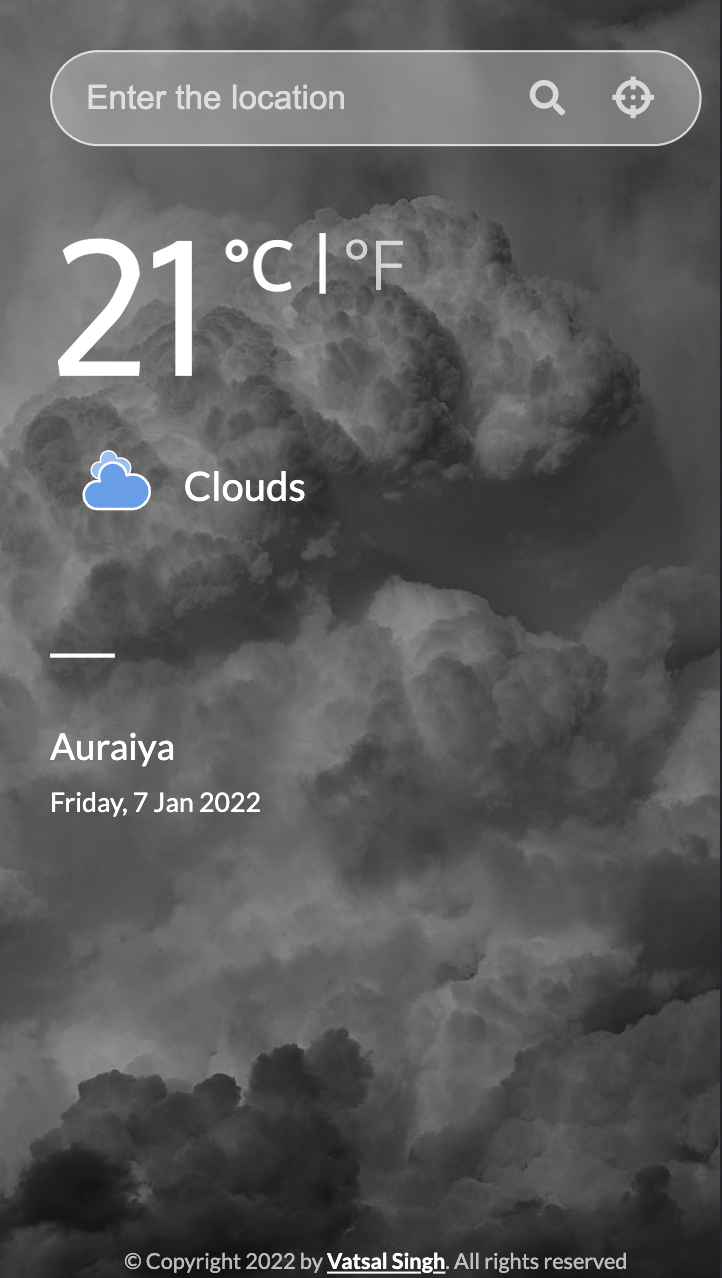 Enter the location
21 °C | °F
Clouds
Auraiya
Friday, 7 Jan 2022
© Copyright 2022 by Vatsal Singh. All rights reserved